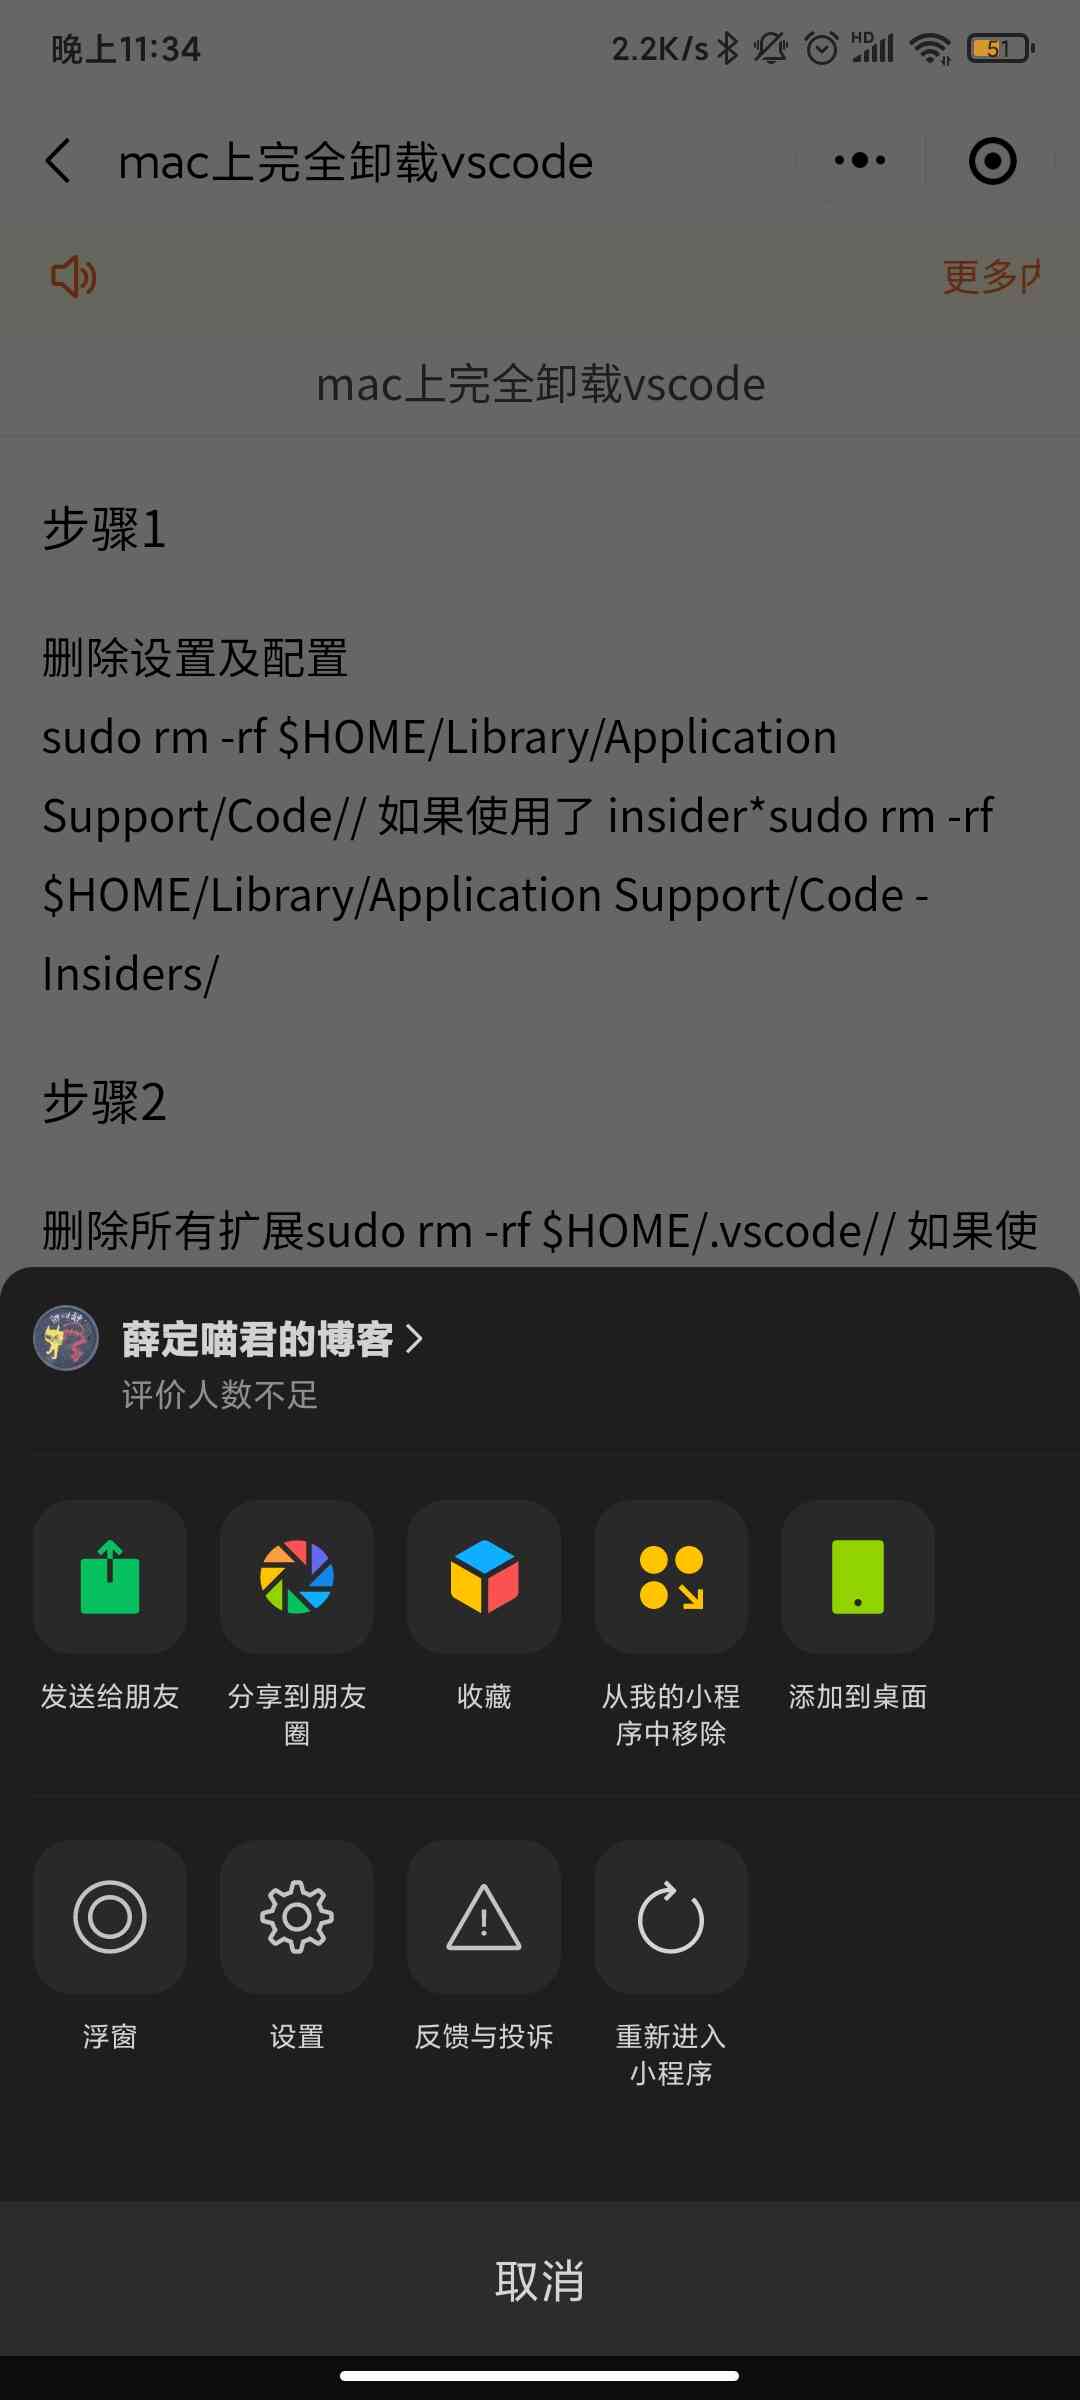 晚上11:34
2.2K/s
HD
51
mac上完全卸载vscode
更多内
mac上完全卸载vscode
步骤1
删除设置及配置
sudo rm -rf $HOME/Library/Application
Support/Code// 如果使用了 insider*sudo rm -rf
$HOME/Library/Application Support/Code -
Insiders/
步骤2
删除所有扩展sudo rm -rf $HOME/.vscode// 如果使
薛定喵君的博客
评价人数不足
发送给朋友
分享到朋友
圈
收藏
从我的小程
序中移除
添加到桌面
浮窗
设置
反馈与投诉
重新进入
小程序
取消